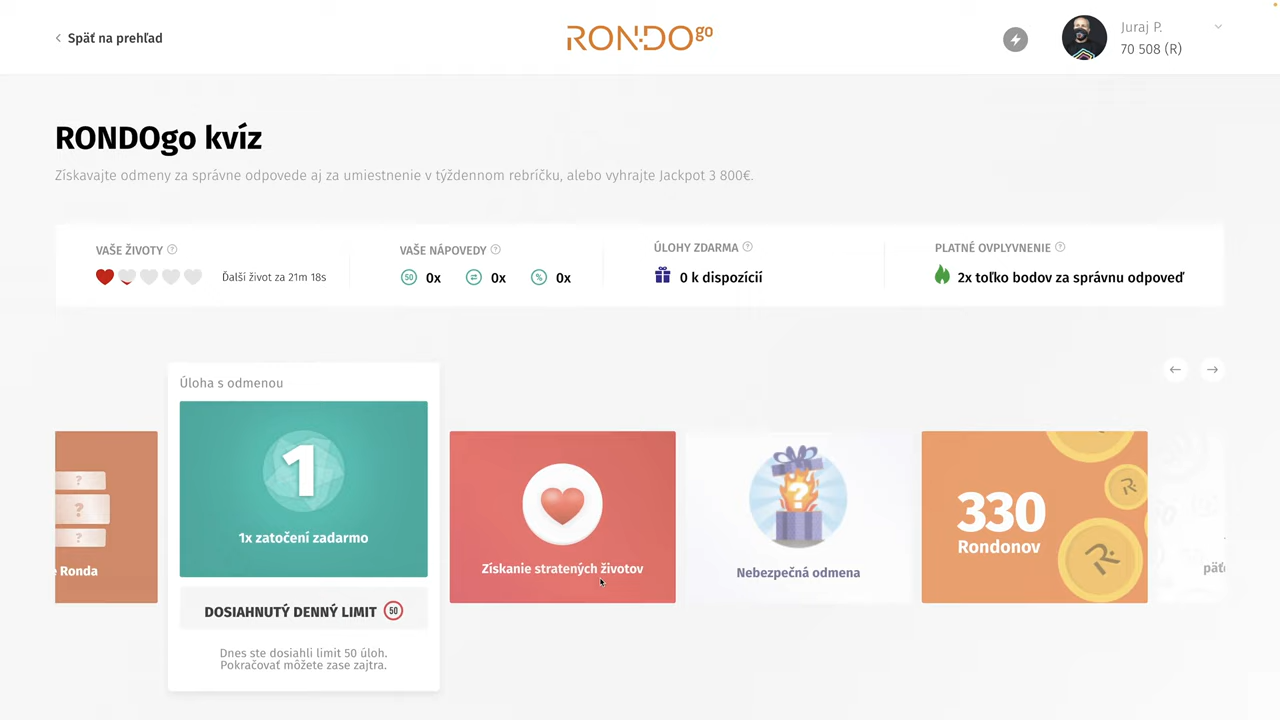 Späť na prehľad
RONDOgo
Juraj P.
70 508 (R)
RONDOgo kvíz
Získavajte odmeny za správne odpovede aj za umiestnenie v týždennom rebríčku, alebo vyhrajte Jackpot 3 800€.
VAŠE ŽIVOTY ?
Ďalší život za 21m 18s
VAŠE NÁPOVEDY ?
50 0x 0x % 0x
ÚLOHY ZDARMA ?
0 k dispozícií
PLATNÉ OVPLYVNENIE ?
2x toľko bodov za správnu odpoveď
? ? ?
e Ronda
Úloha s odmenou
1
1x zatočení zadarmo
DOSIAHNUTÝ DENNÝ LIMIT 50
Dnes ste dosiahli limit 50 úloh.
Pokračovať môžete zase zajtra.
Získanie stratených životov
?
Nebezpečná odmena
330
Rondonov